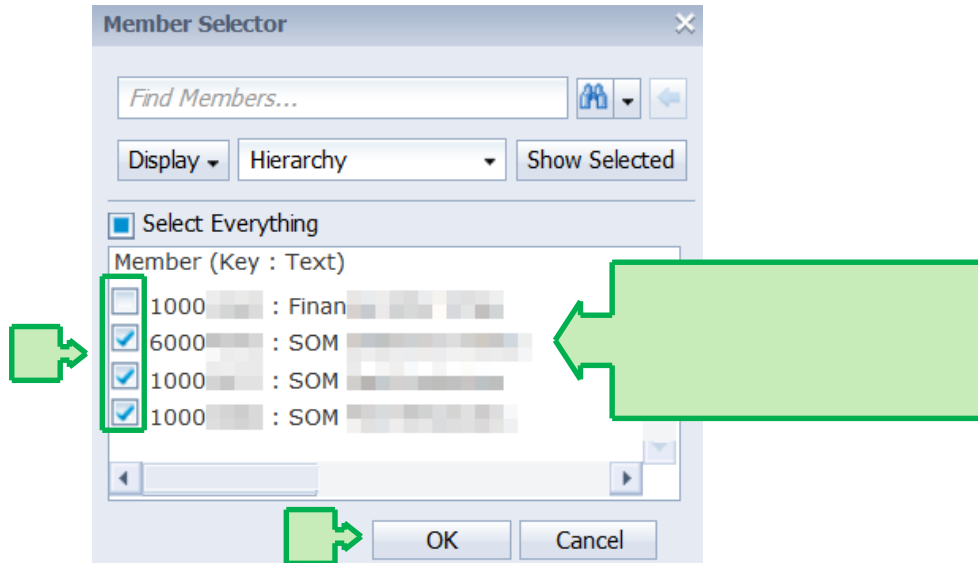 Member Selector
Find Members...
Display Hierarchy Show Selected
Select Everything
Member (Key : Text)
1000 : Finan
6000 : SOM
1000 : SOM
1000 : SOM
OK Cancel